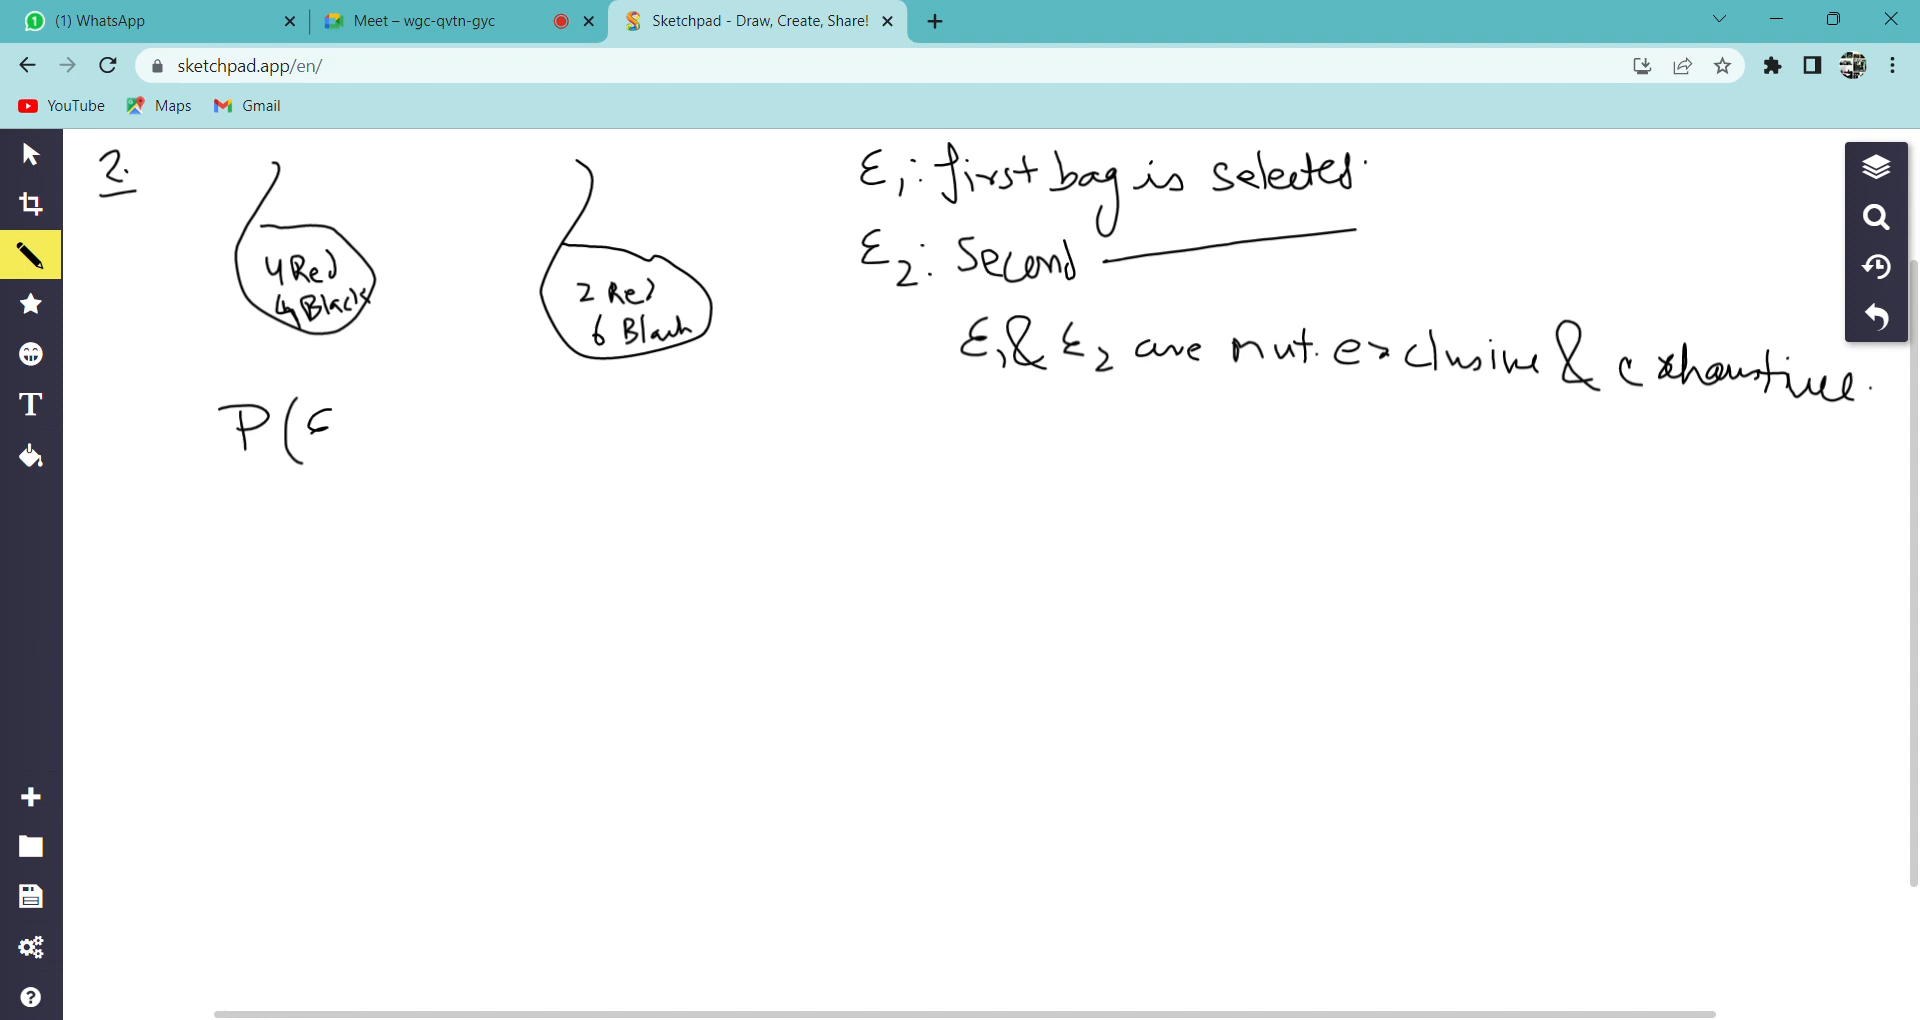 (1) WhatsApp
Meet – wgc-qvtn-gyc
Sketchpad - Draw, Create, Share!
sketchpad.app/en/
YouTube
Maps
Gmail
2.
4 Red
4 Black
2 Red
6 Black
E1: first bag is selected.
E2: Second
E1 & E2 are mut. exclusive & exhaustive.
P(E
T